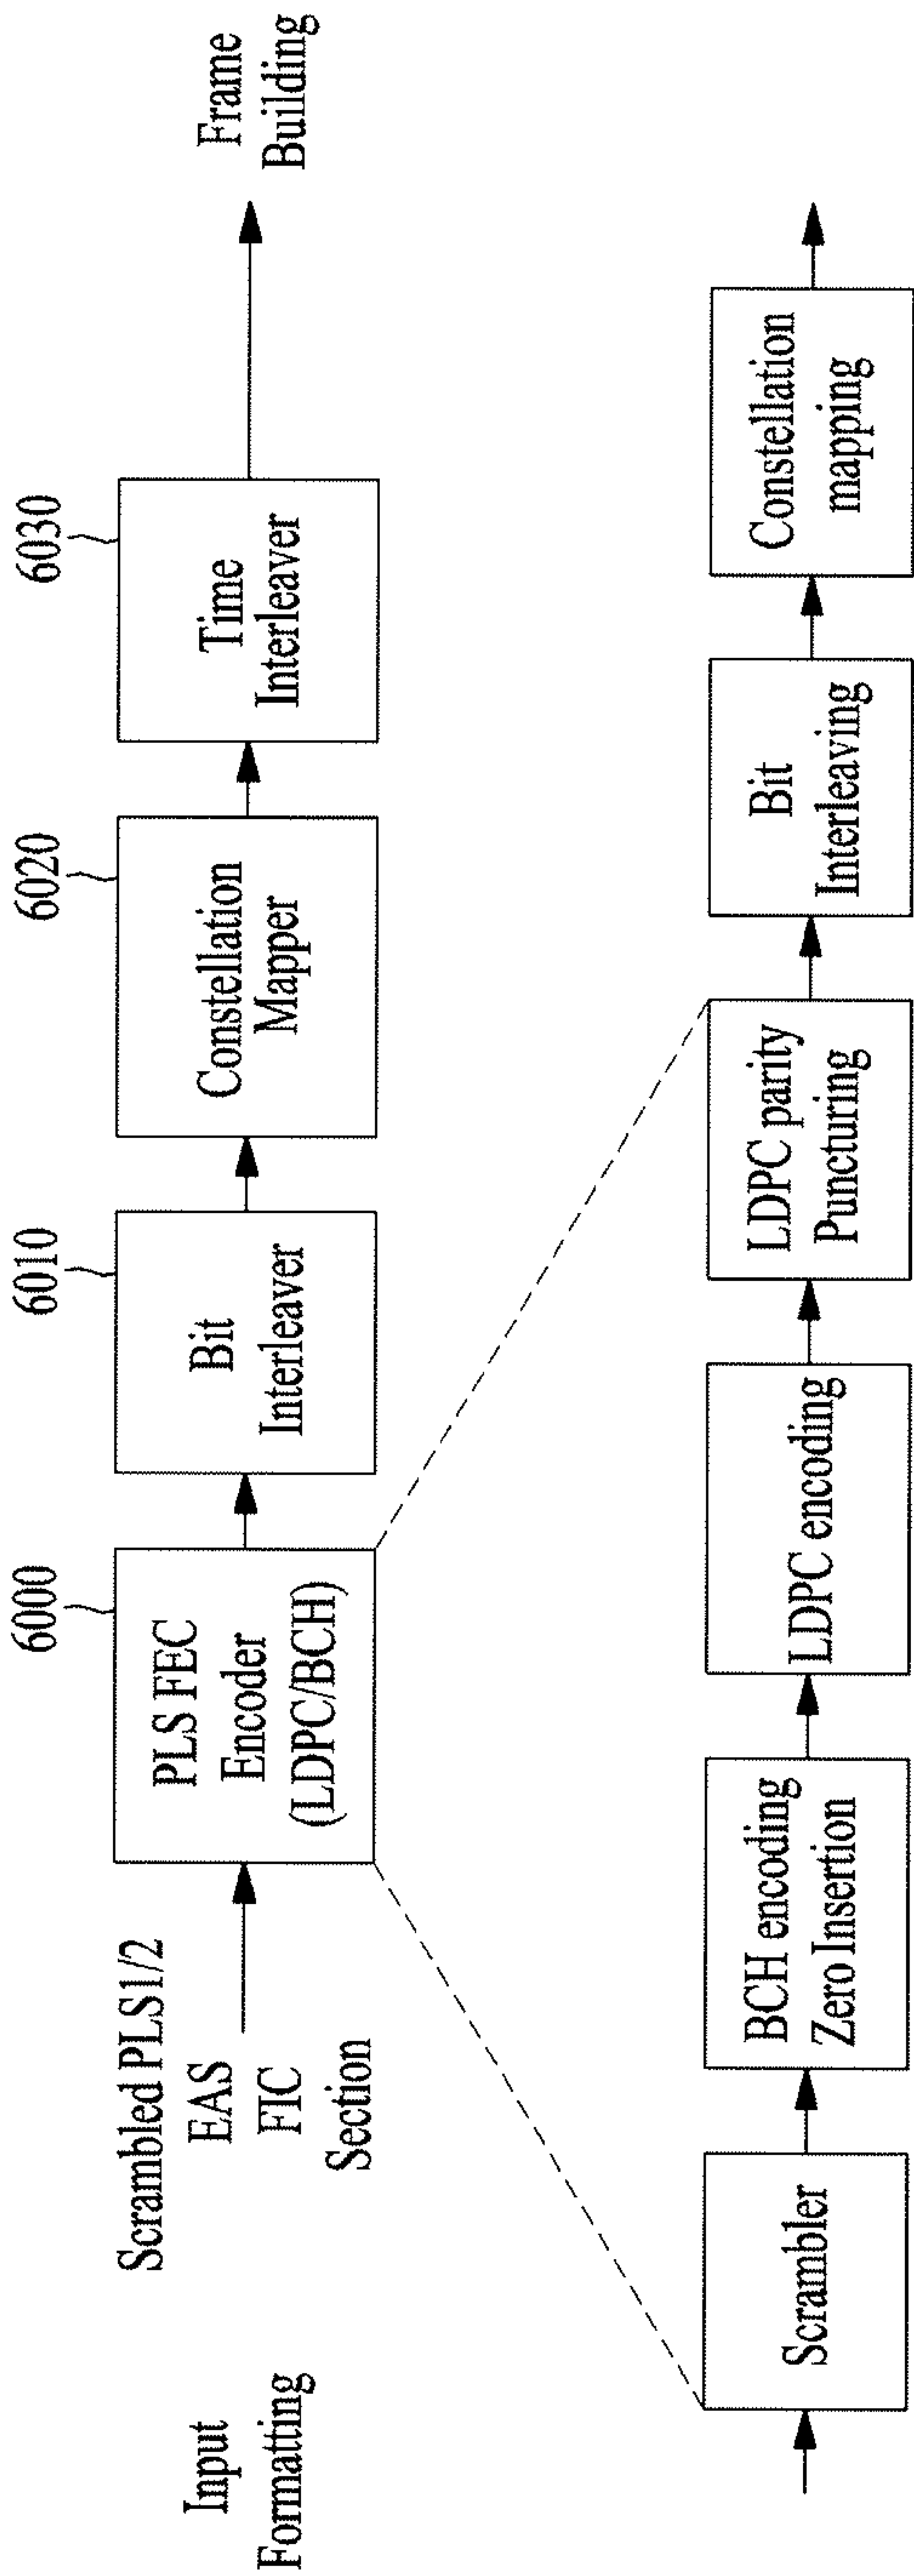 Input
Formatting
Scrambled PLS1/2
EAS
FIC
Section
6000
PLS FEC
Encoder
(LDPC/BCH)
6010
Bit
Interleaver
6020
Constellation
Mapper
6030
Time
Interleaver
Frame
Building
Scrambler
BCH encoding
Zero Insertion
LDPC encoding
LDPC parity
Puncturing
Bit
Interleaving
Constellation
mapping